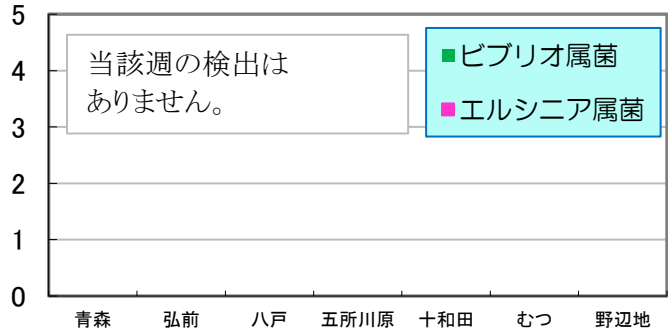 5
4
3
2
1
0
当該週の検出は
ありません。
■ビブリオ属菌
■エルシニア属菌
青森 弘前 八戸 五所川原 十和田 むつ 野辺地